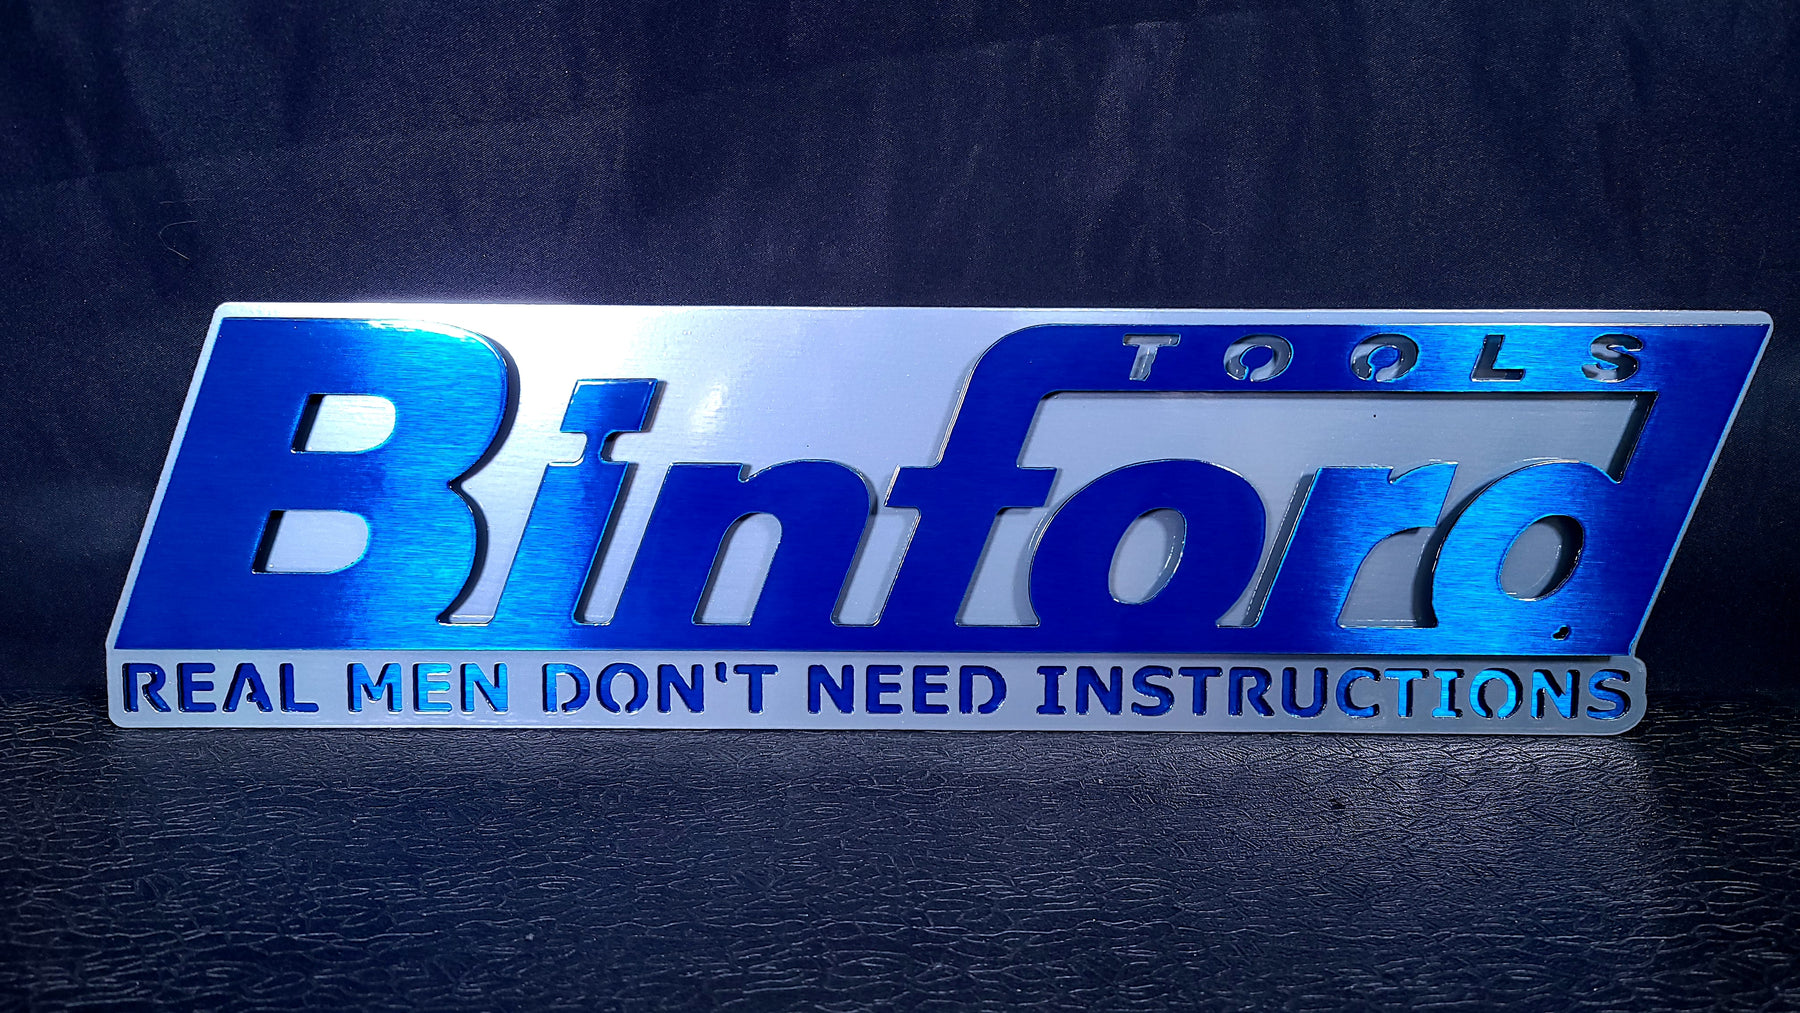 TOOLS
Binford
REAL MEN DON'T NEED INSTRUCTIONS